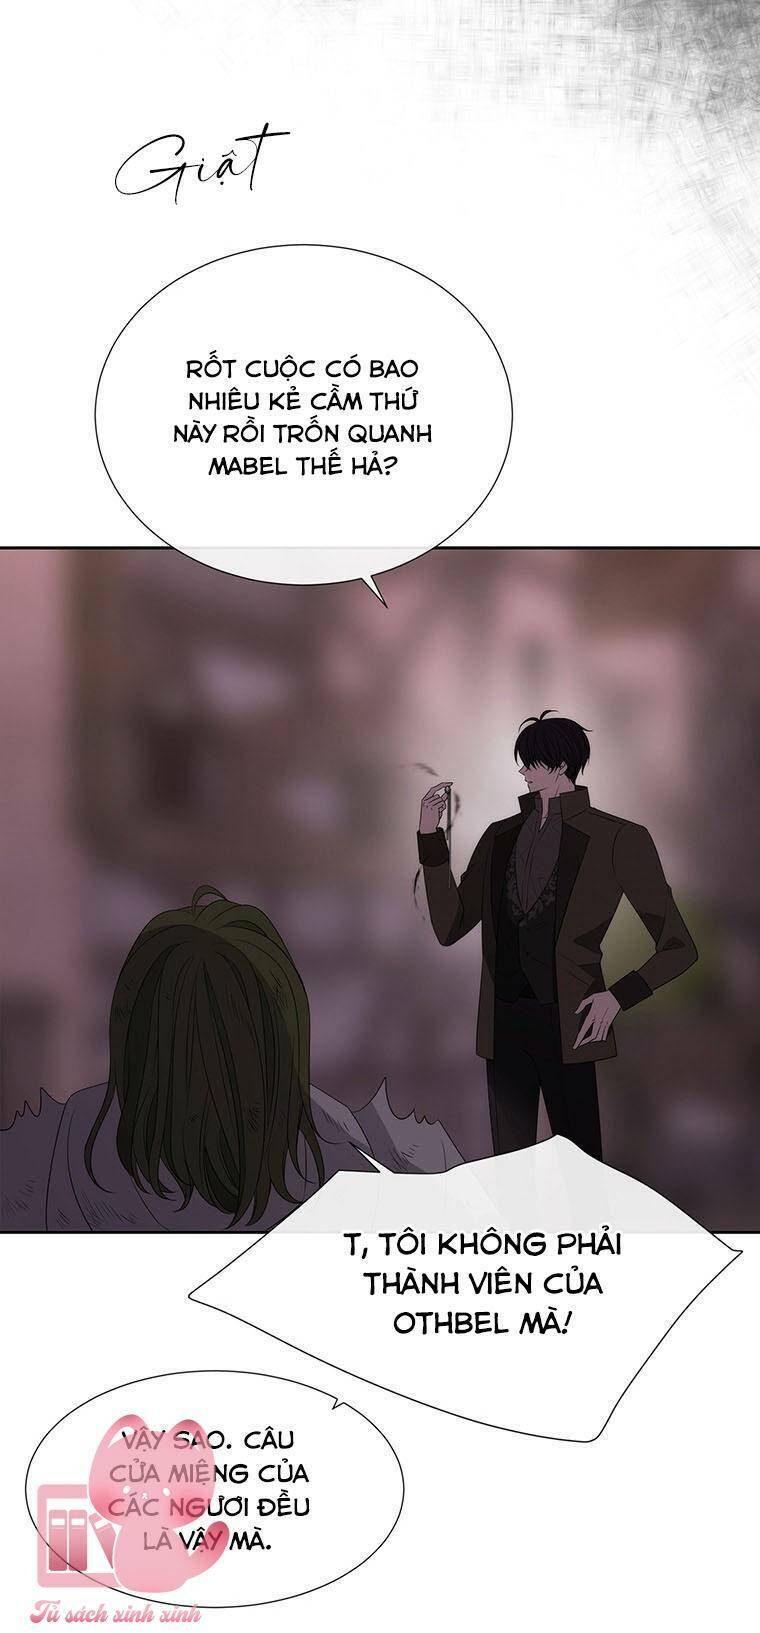 Giật
RỐT CUỘC CÓ BAO
NHIÊU KẺ CẦM THÚ
NÀY RỒI TRỐN QUANH
MABEL THẾ HẢ?
T, TÔI KHÔNG PHẢI
THÀNH VIÊN CỦA
OTHBEL MÀ!
VẬY SAO. CÂU
CỬA MIỆNG CỦA
CÁC NGƯƠI ĐỀU
LÀ VẬY MÀ.
Tủ sách xinh xinh